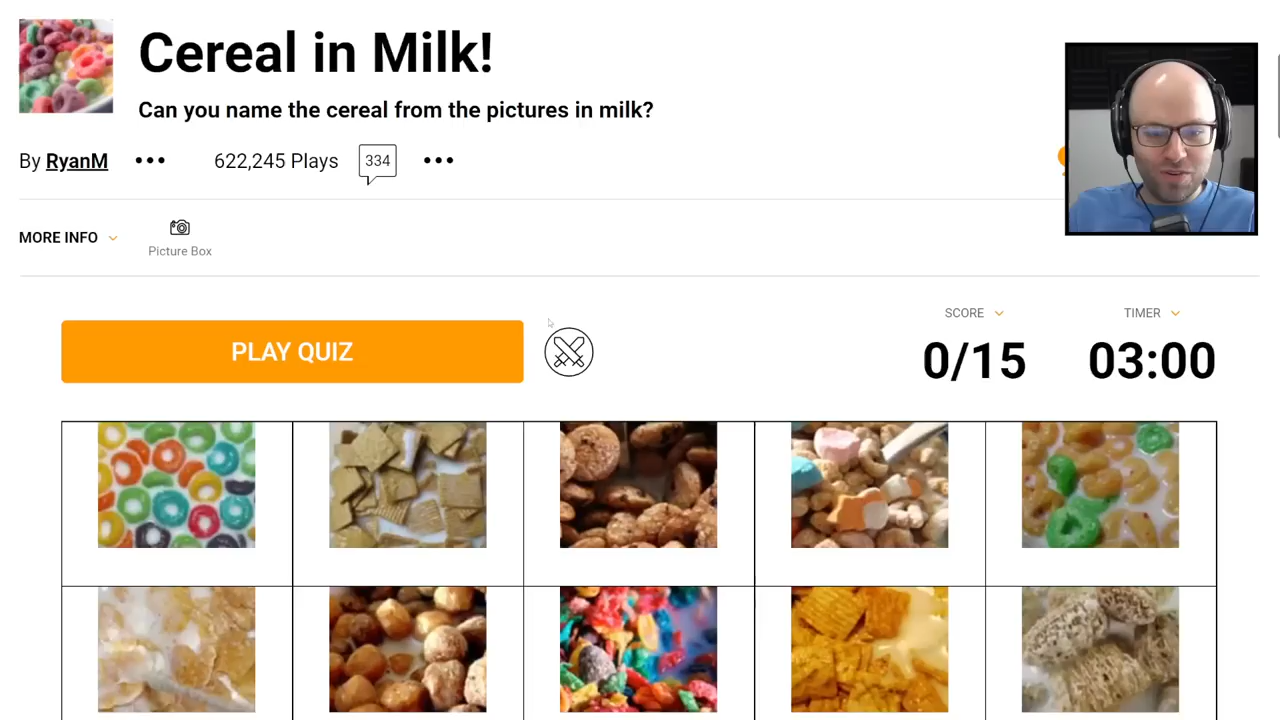 Cereal in Milk!
Can you name the cereal from the pictures in milk?
By RyanM ••• 622,245 Plays 334 •••
MORE INFO
Picture Box
PLAY QUIZ
SCORE
0/15
TIMER
03:00